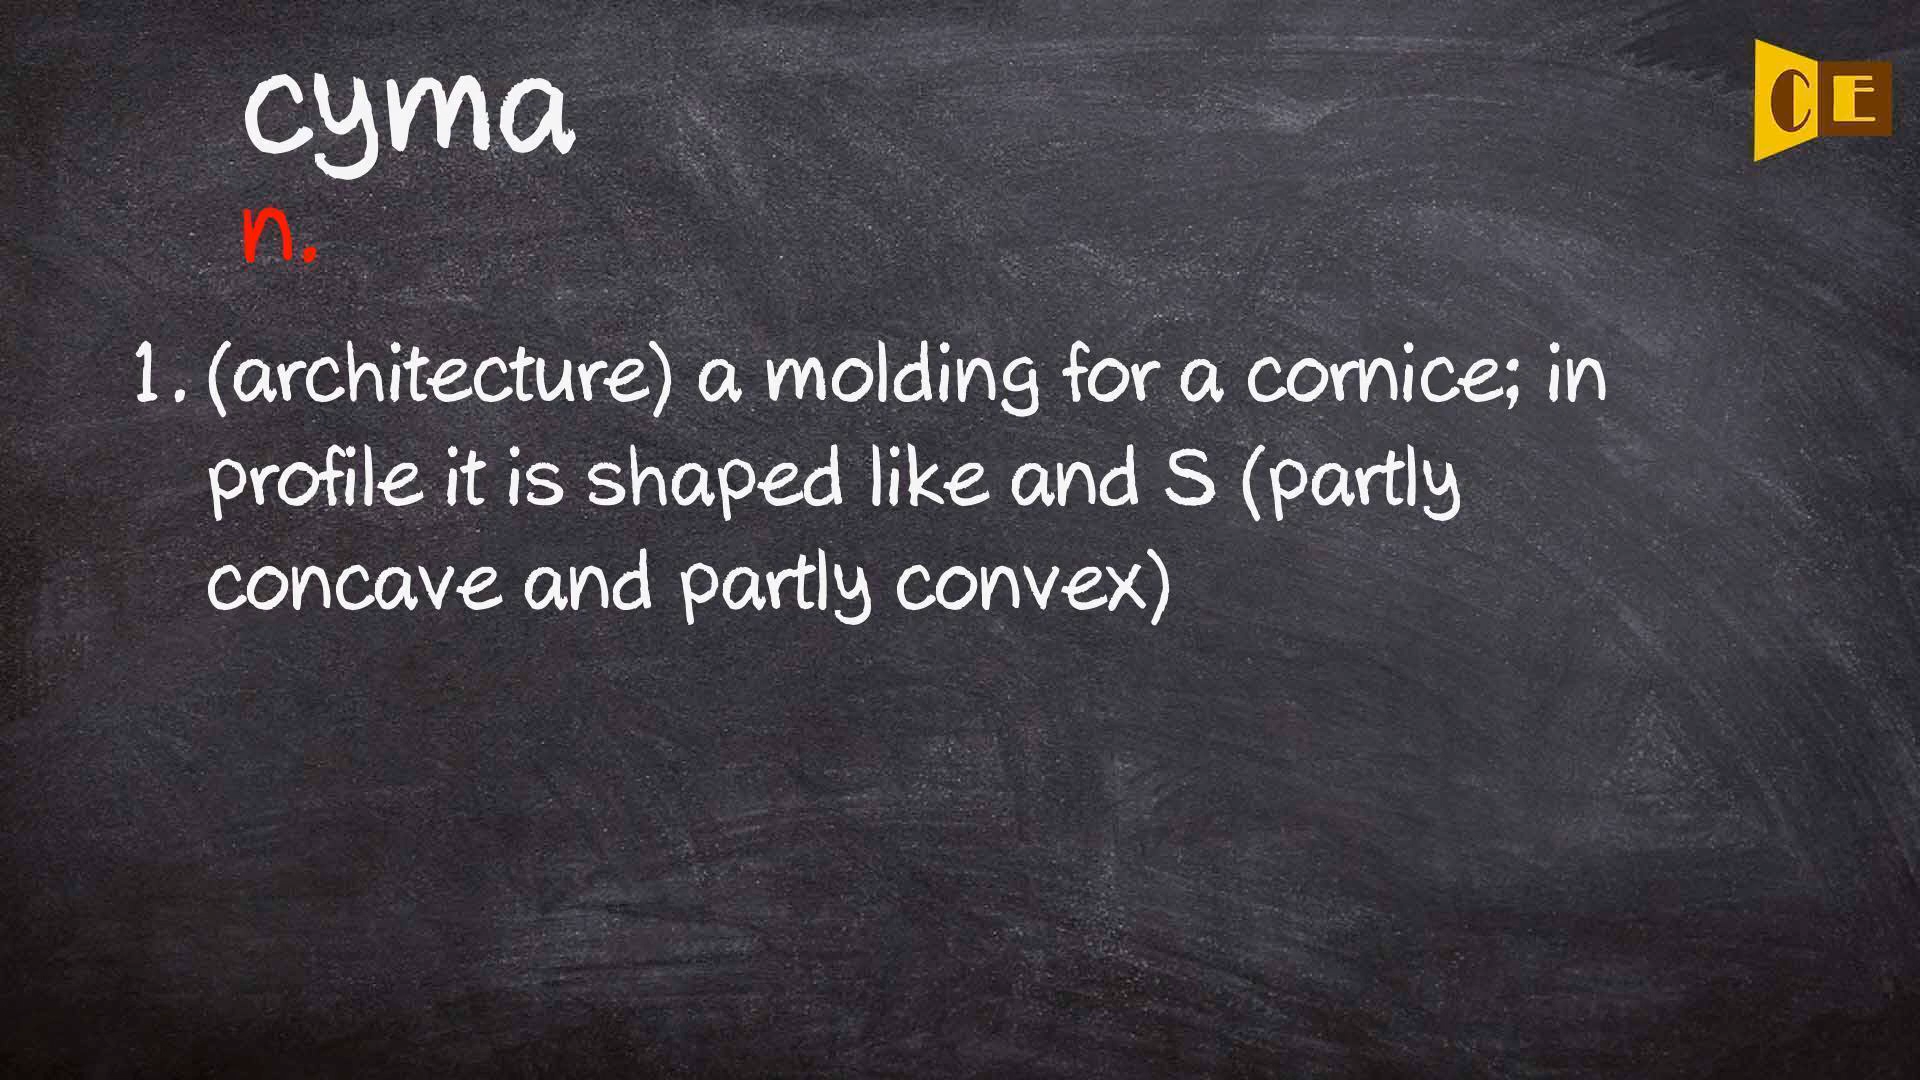 cyma
CE
n.
1. (architecture) a molding for a cornice; in
profile it is shaped like and S (partly
concave and partly convex)